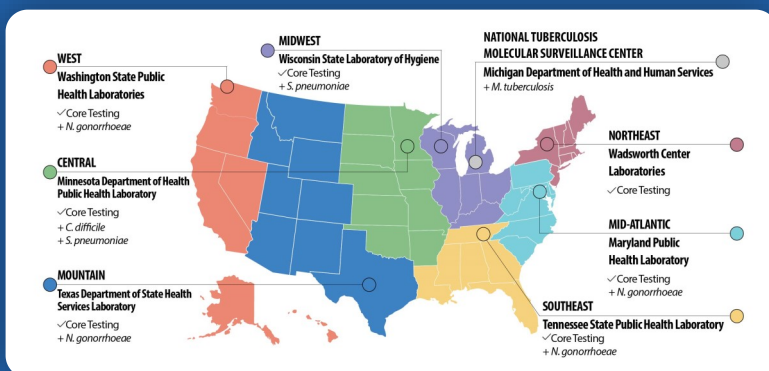 WEST
Washington State Public
Health Laboratories
✓Core Testing
+ N. gonorrhoeae
MIDWEST
Wisconsin State Laboratory of Hygiene
✓Core Testing
+ S. pneumoniae
NATIONAL TUBERCULOSIS
MOLECULAR SURVEILLANCE CENTER
Michigan Department of Health and Human Services
+ M. tuberculosis
CENTRAL
Minnesota Department of Health
Public Health Laboratory
✓Core Testing
+ C. difficile
+ S. pneumoniae
NORTHEAST
Wadsworth Center
Laboratories
✓Core Testing
MID-ATLANTIC
Maryland Public
Health Laboratory
✓Core Testing
+ N. gonorrhoeae
MOUNTAIN
Texas Department of State Health
Services Laboratory
✓Core Testing
+ N. gonorrhoeae
SOUTHEAST
Tennessee State Public Health Laboratory
✓Core Testing
+ N. gonorrhoeae